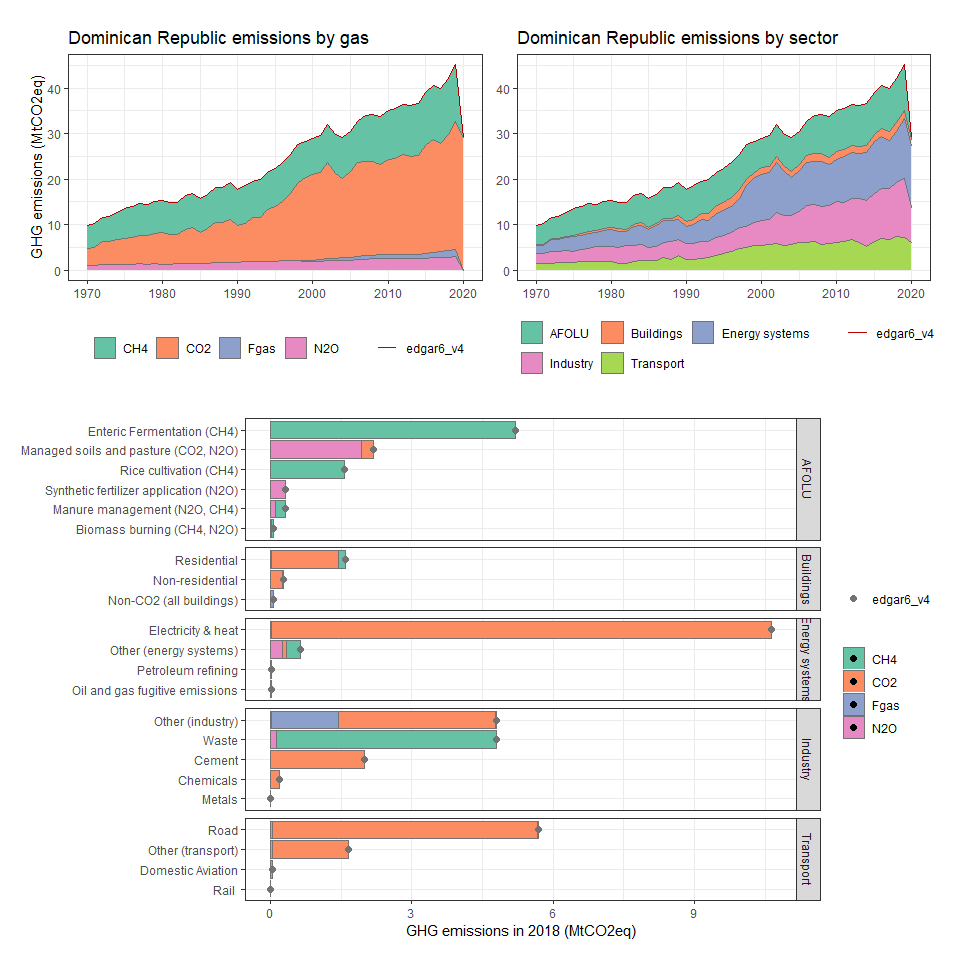 Dominican Republic emissions by gas
GHG emissions (MtCO2eq)
40
30
20
10
0
1970 1980 1990 2000 2010 2020
CH4 CO2 Fgas N2O edgar6_v4
Dominican Republic emissions by sector
40
30
20
10
0
1970 1980 1990 2000 2010 2020
AFOLU Buildings Energy systems edgar6_v4
Industry Transport
Enteric Fermentation (CH4)
Managed soils and pasture (CO2, N2O)
Rice cultivation (CH4)
Synthetic fertilizer application (N2O)
Manure management (N2O, CH4)
Biomass burning (CH4, N2O)
AFOLU
Residential
Non-residential
Non-CO2 (all buildings)
Buildings
Electricity & heat
Other (energy systems)
Petroleum refining
Oil and gas fugitive emissions
Energy systems
Other (industry)
Waste
Cement
Chemicals
Metals
Industry
Road
Other (transport)
Domestic Aviation
Rail
Transport
0 3 6 9
GHG emissions in 2018 (MtCO2eq)
edgar6_v4
CH4
CO2
Fgas
N2O